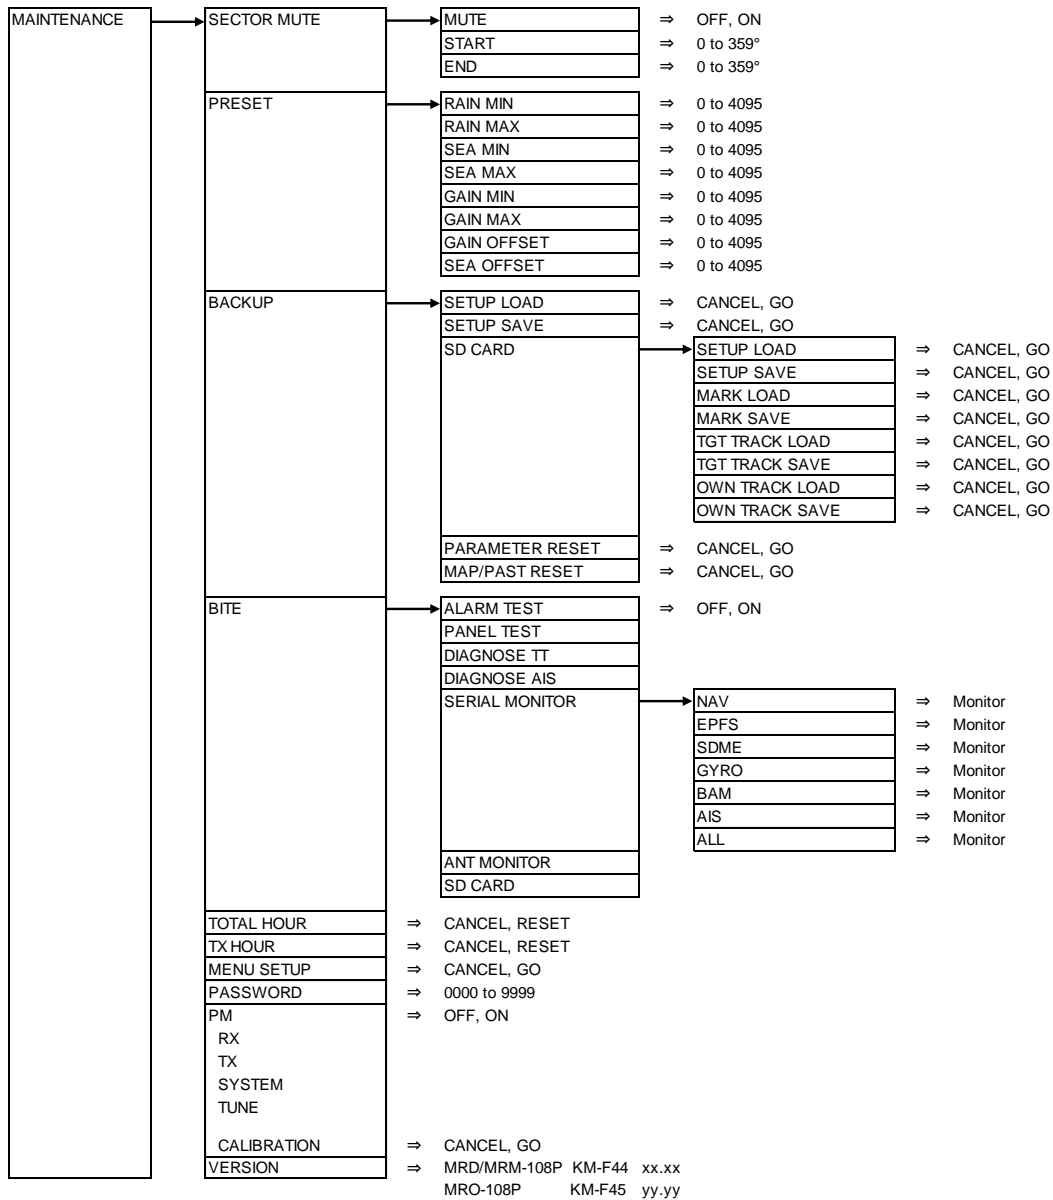 MAINTENANCE SECTOR MUTE MUTE ⇒ OFF, ON
START ⇒ 0 to 359°
END ⇒ 0 to 359°
PRESET RAIN MIN ⇒ 0 to 4095
RAIN MAX ⇒ 0 to 4095
SEA MIN ⇒ 0 to 4095
SEA MAX ⇒ 0 to 4095
GAIN MIN ⇒ 0 to 4095
GAIN MAX ⇒ 0 to 4095
GAIN OFFSET ⇒ 0 to 4095
SEA OFFSET ⇒ 0 to 4095
BACKUP SETUP LOAD ⇒ CANCEL, GO
SETUP SAVE ⇒ CANCEL, GO
SD CARD SETUP LOAD ⇒ CANCEL, GO
SETUP SAVE ⇒ CANCEL, GO
MARK LOAD ⇒ CANCEL, GO
MARK SAVE ⇒ CANCEL, GO
TGT TRACK LOAD ⇒ CANCEL, GO
TGT TRACK SAVE ⇒ CANCEL, GO
OWN TRACK LOAD ⇒ CANCEL, GO
OWN TRACK SAVE ⇒ CANCEL, GO
PARAMETER RESET ⇒ CANCEL, GO
MAP/PAST RESET ⇒ CANCEL, GO
BITE ALARM TEST ⇒ OFF, ON
PANEL TEST
DIAGNOSE TT
DIAGNOSE AIS
SERIAL MONITOR NAV ⇒ Monitor
EPFS ⇒ Monitor
SDME ⇒ Monitor
GYRO ⇒ Monitor
BAM ⇒ Monitor
AIS ⇒ Monitor
ALL ⇒ Monitor
ANT MONITOR
SD CARD
TOTAL HOUR ⇒ CANCEL, RESET
TX HOUR ⇒ CANCEL, RESET
MENU SETUP ⇒ CANCEL, GO
PASSWORD ⇒ 0000 to 9999
PM ⇒ OFF, ON
RX
TX
SYSTEM
TUNE
CALIBRATION ⇒ CANCEL, GO
VERSION ⇒ MRD/MRM-108P KM-F44 xx.xx
MRO-108P KM-F45 yy.yy